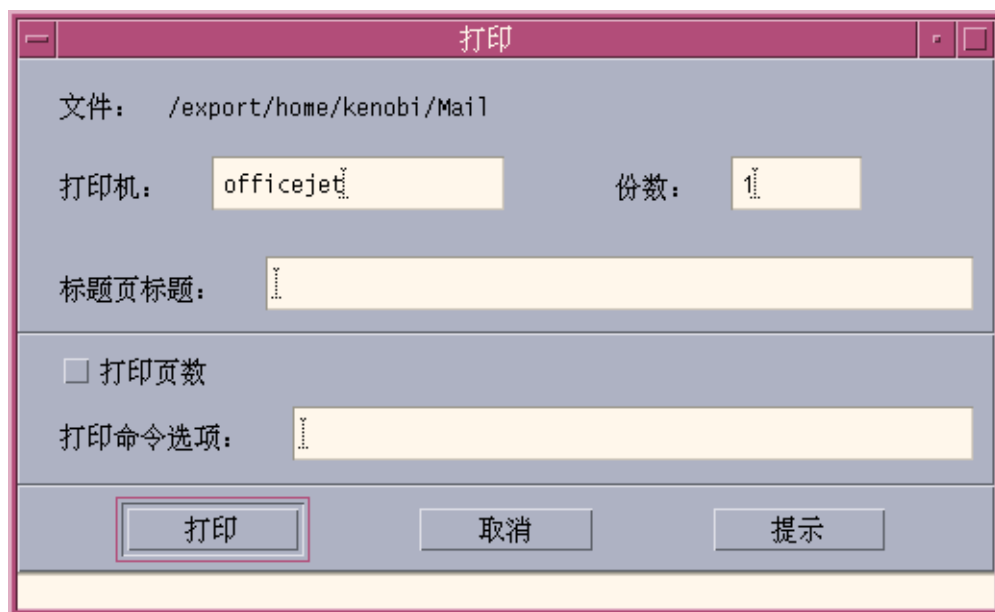 打印
文件： /export/home/kenobi/Mail
打印机： officejet 份数： 1
标题页标题：
打印页数
打印命令选项：
打印 取消 提示